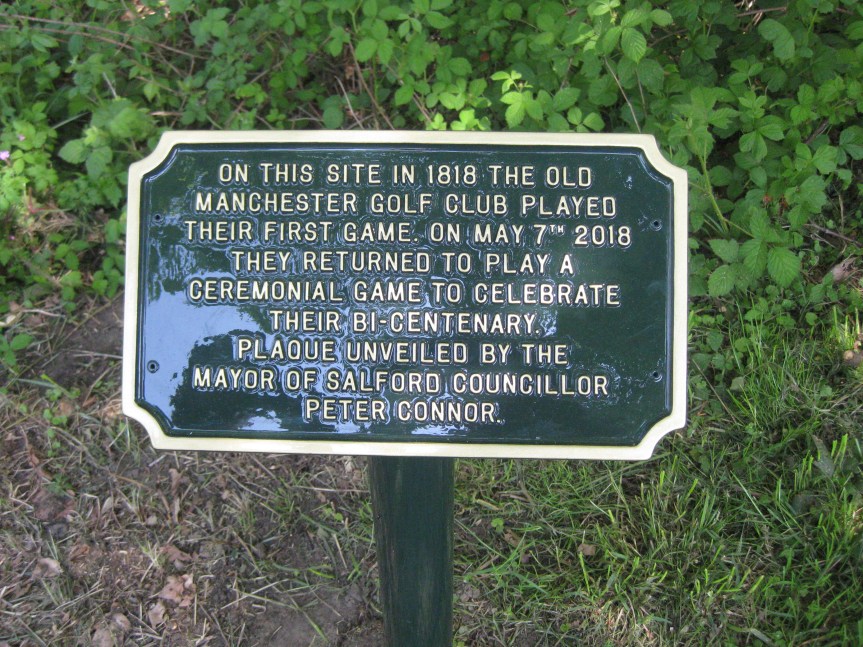 ON THIS SITE IN 1818 THE OLD
MANCHESTER GOLF CLUB PLAYED
THEIR FIRST GAME. ON MAY 7TH 2018
THEY RETURNED TO PLAY A
CEREMONIAL GAME TO CELEBRATE
THEIR BI-CENTENARY.
PLAQUE UNVEILED BY THE
MAYOR OF SALFORD COUNCILLOR
PETER CONNOR.